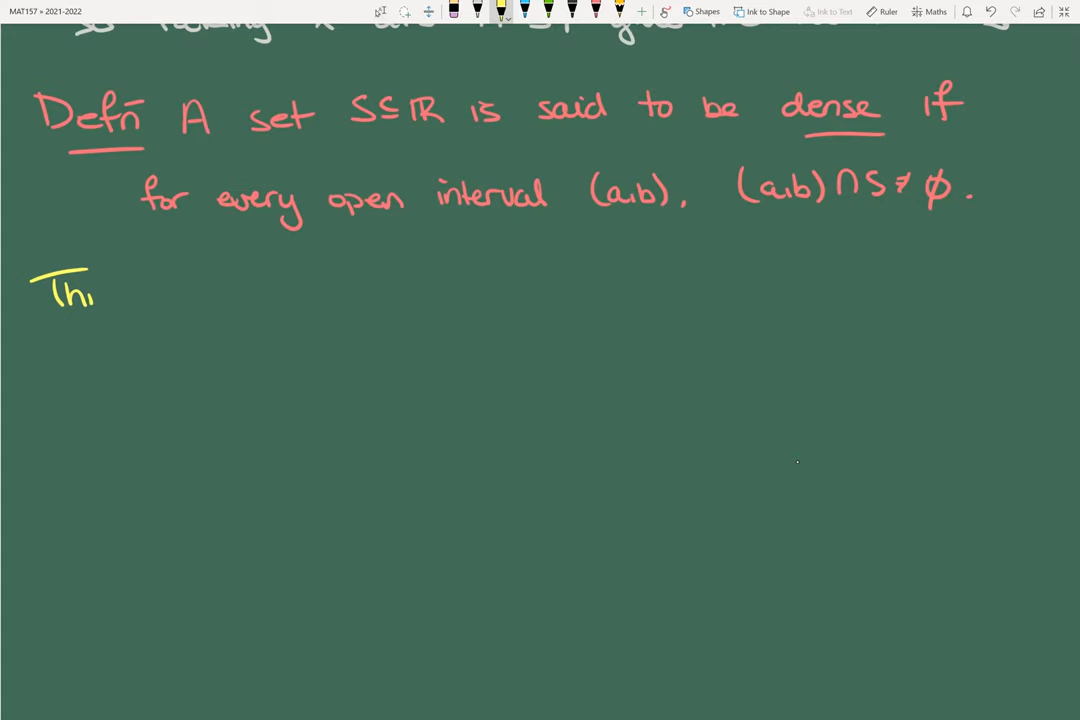 MAT157 » 2021-2022
Shapes
Ink to Shape
Ink to Text
Ruler
Maths
Defn̄ A set S⊆ℝ is said to be dense if
for every open interval (a,b), (a,b)∩S≠∅.